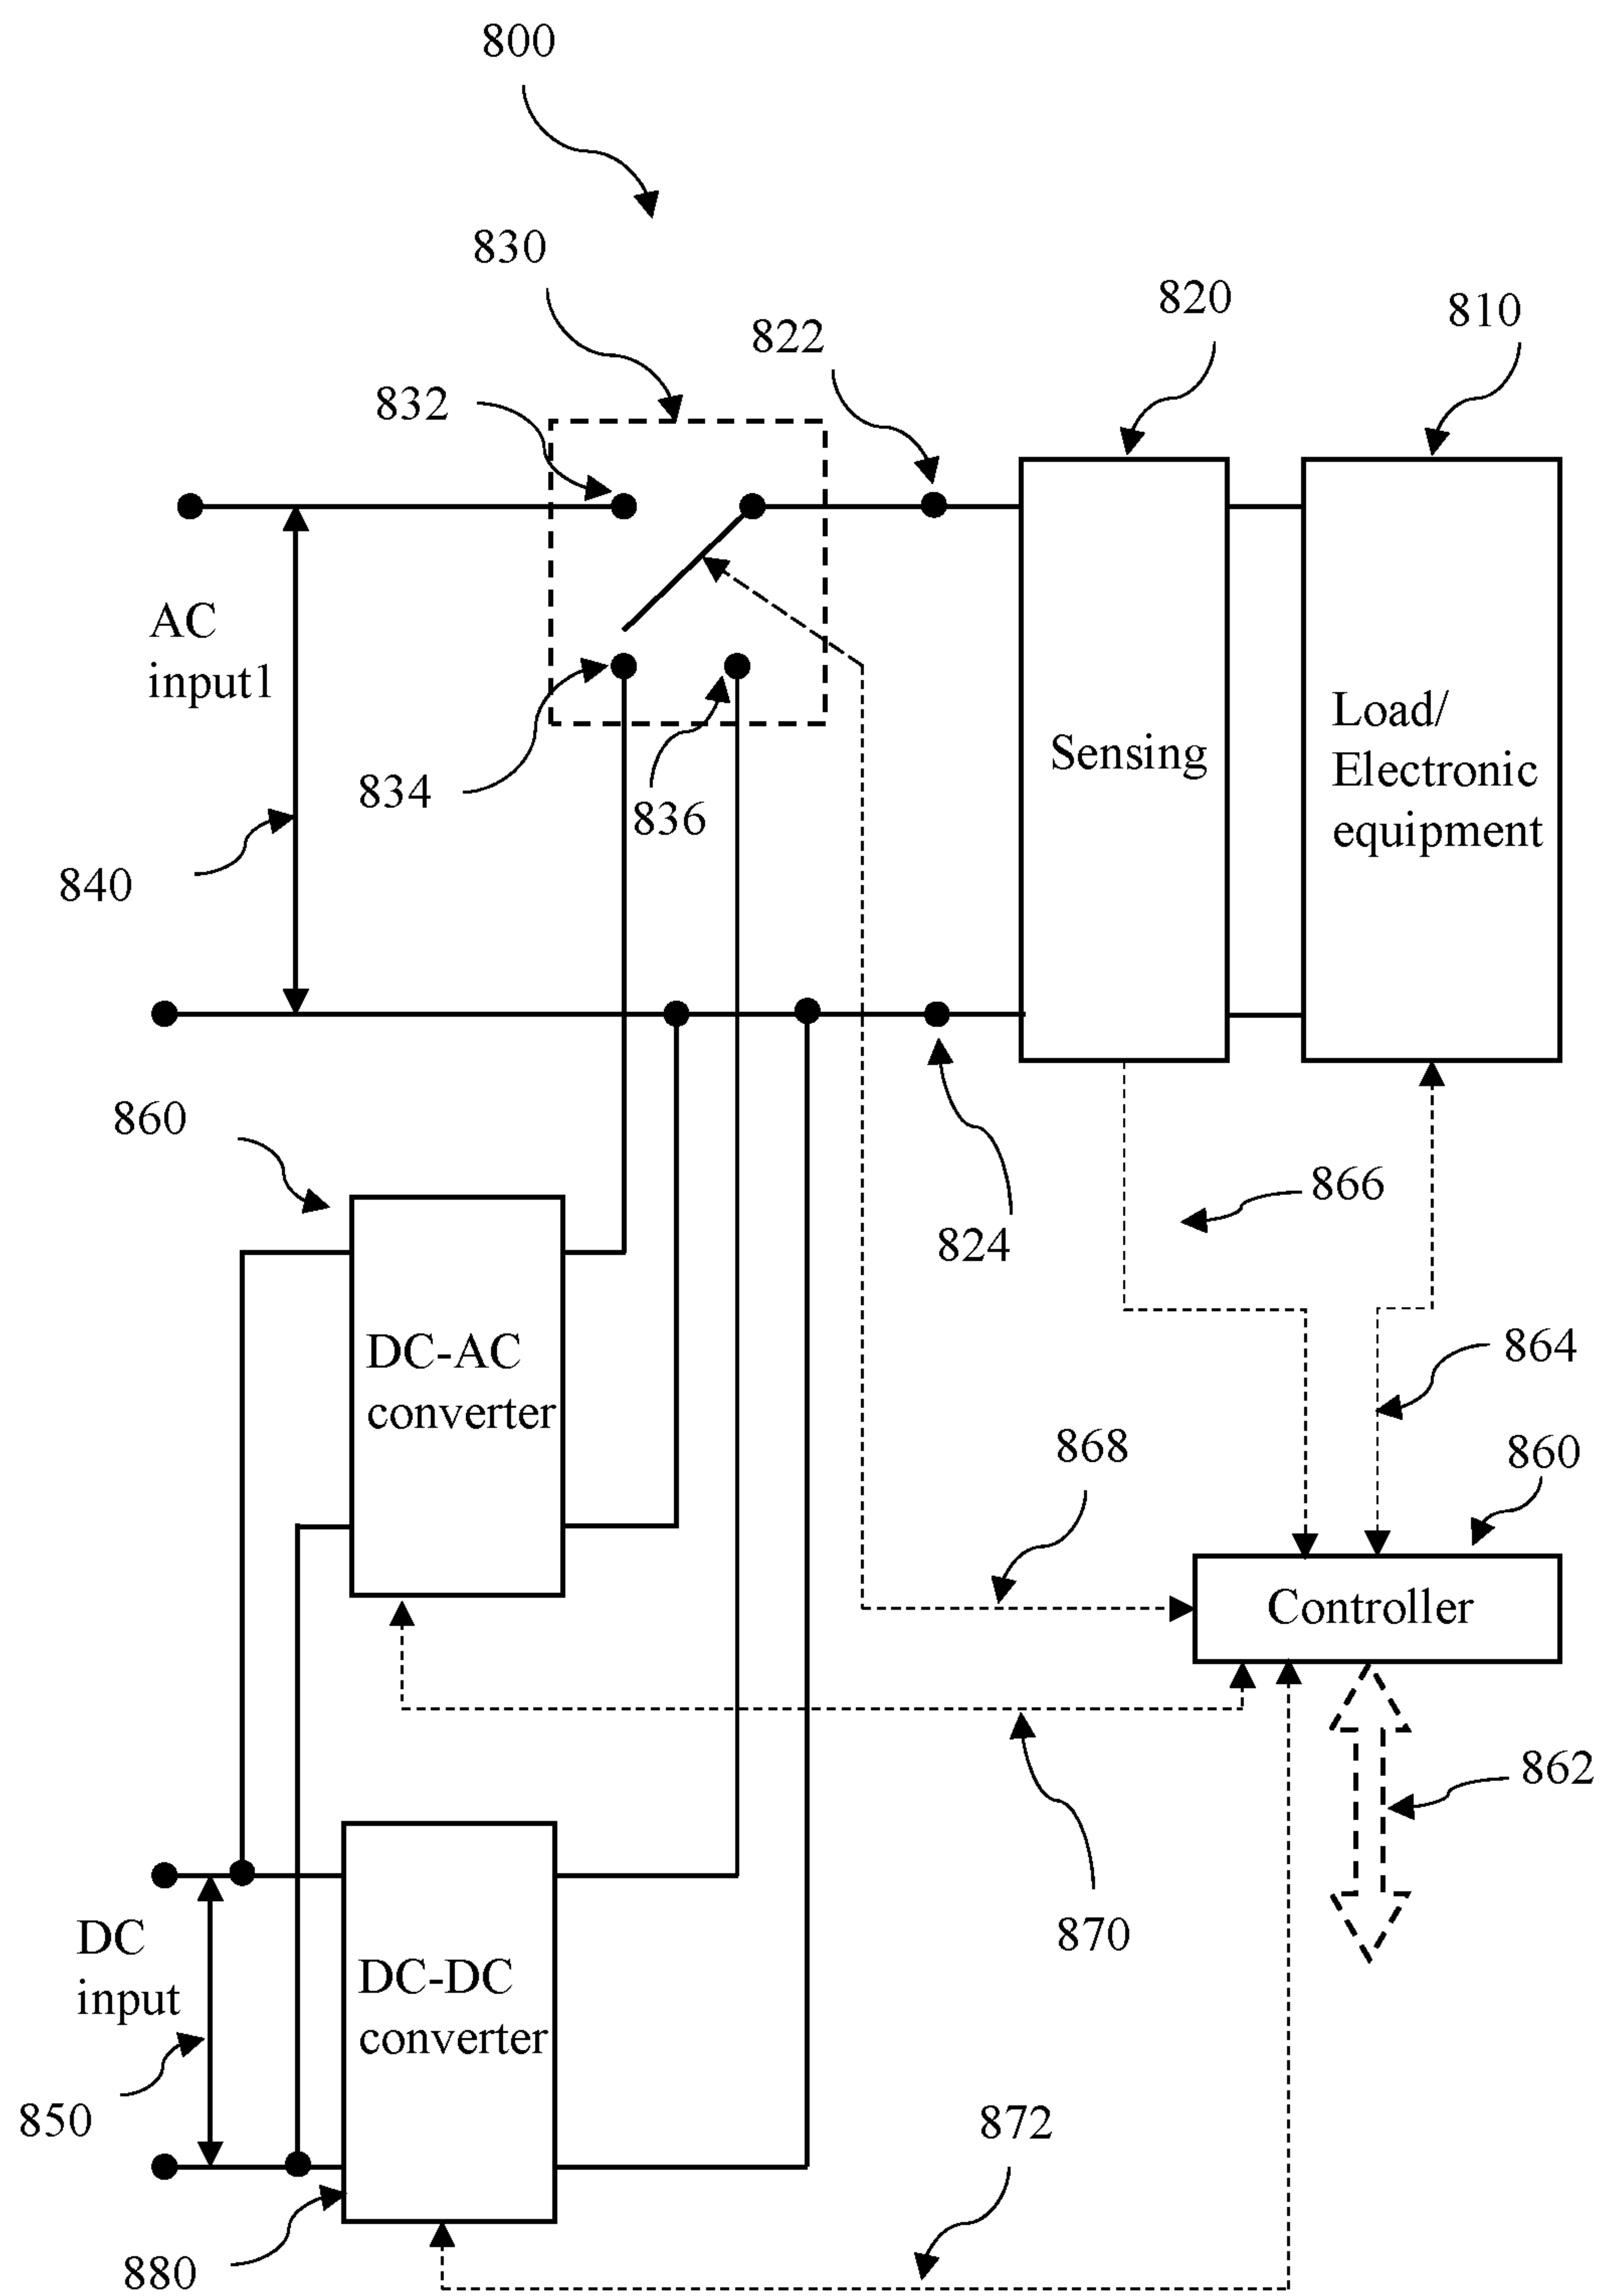 800
830
820
810
822
832
AC
input1
Load/
Electronic
equipment
Sensing
834
836
840
860
866
824
864
DC-AC
converter
868
860
Controller
862
870
DC
input
DC-DC
converter
850
872
880